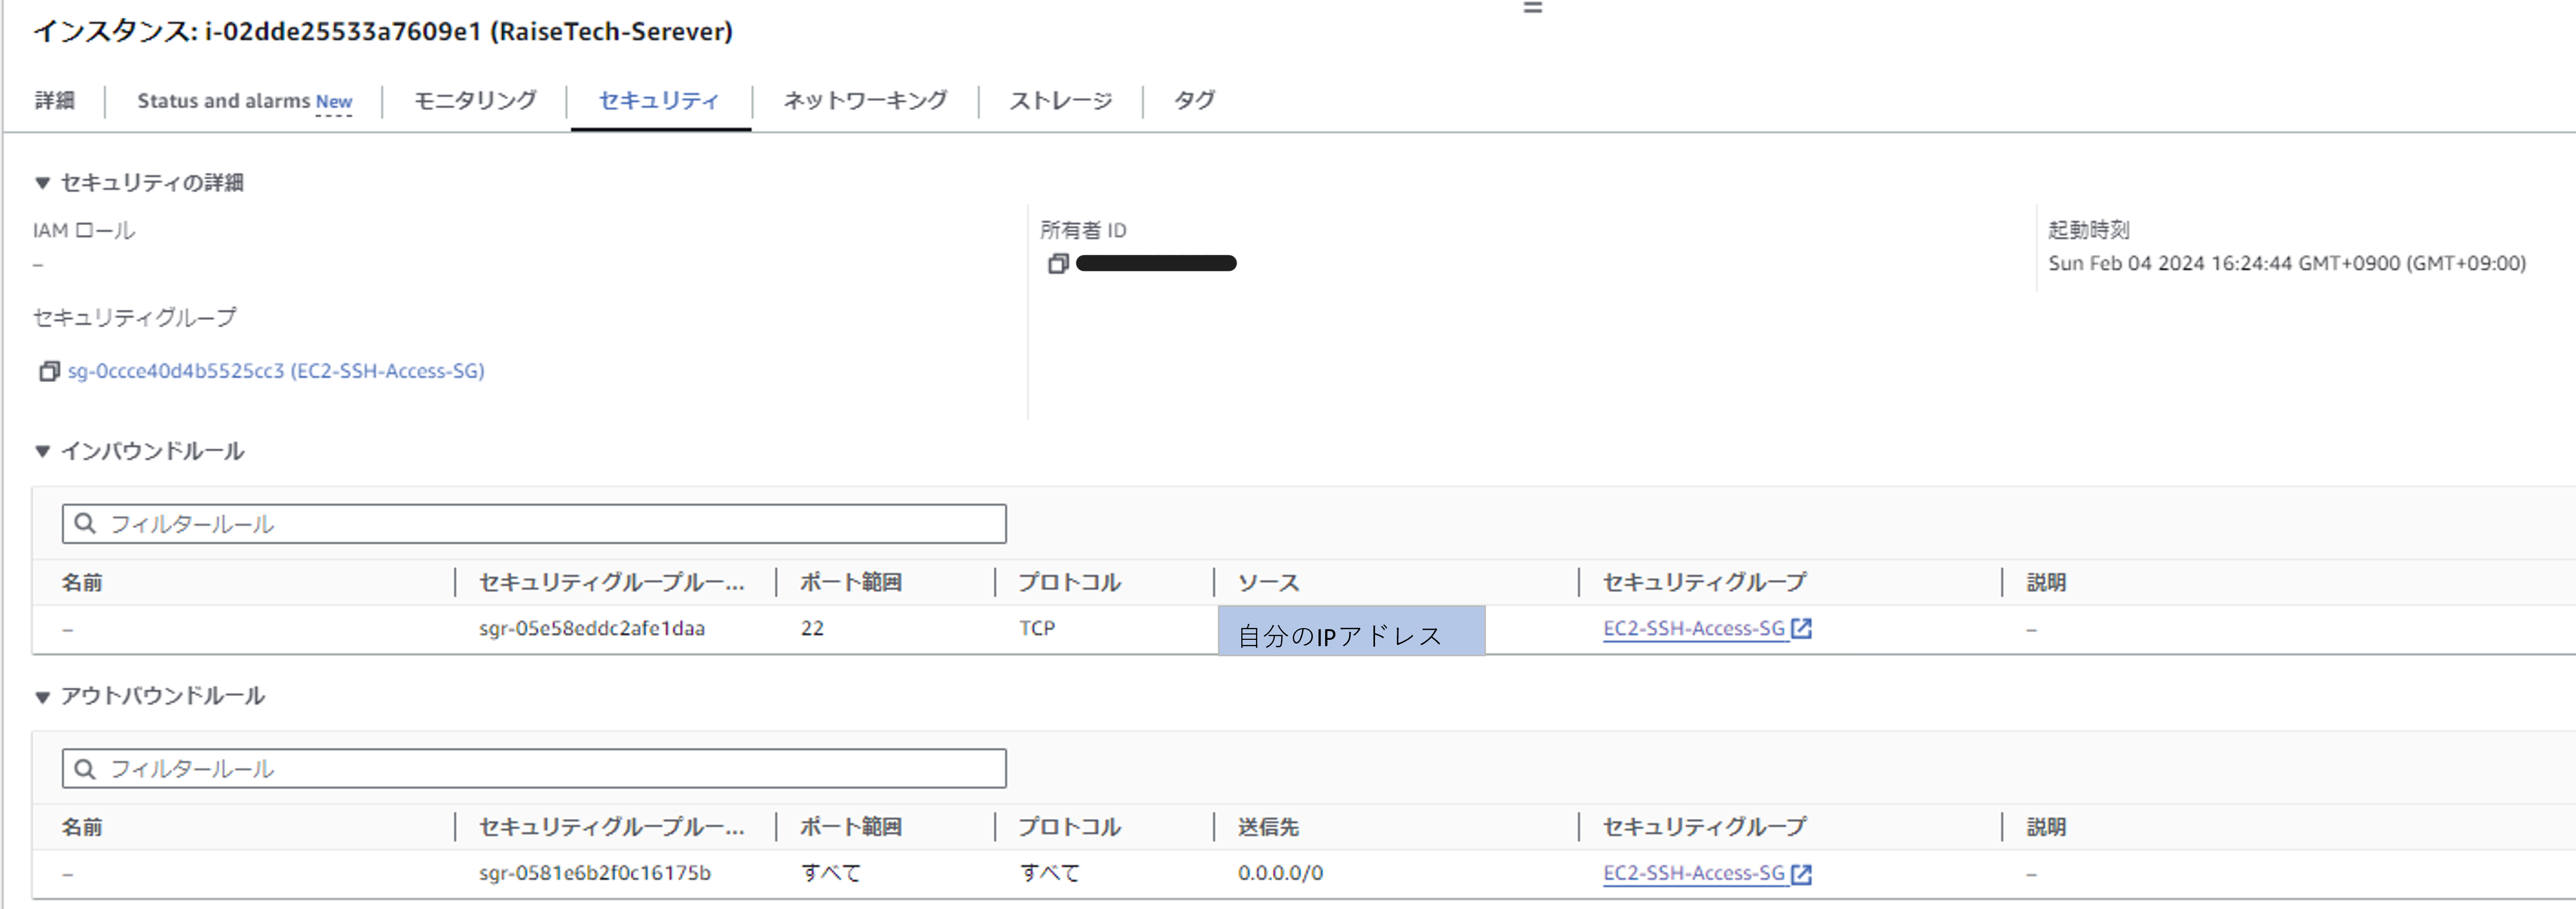 インスタンス: i-02dde25533a7609e1 (RaiseTech-Serever)
詳細 Status and alarms New モニタリング セキュリティ ネットワーキング ストレージ タグ
▼ セキュリティの詳細
IAM ロール 所有者 ID 起動時刻
– Sun Feb 04 2024 16:24:44 GMT+0900 (GMT+09:00)
セキュリティグループ
sg-0ccce40d4b5525cc3 (EC2-SSH-Access-SG)
▼ インバウンドルール
フィルタールール
名前 セキュリティグループルー... ポート範囲 プロトコル ソース セキュリティグループ 説明
– sgr-05e58eddc2afe1daa 22 TCP 自分のIPアドレス EC2-SSH-Access-SG –
▼ アウトバウンドルール
フィルタールール
名前 セキュリティグループルー... ポート範囲 プロトコル 送信先 セキュリティグループ 説明
– sgr-0581e6b2f0c16175b すべて すべて 0.0.0.0/0 EC2-SSH-Access-SG –